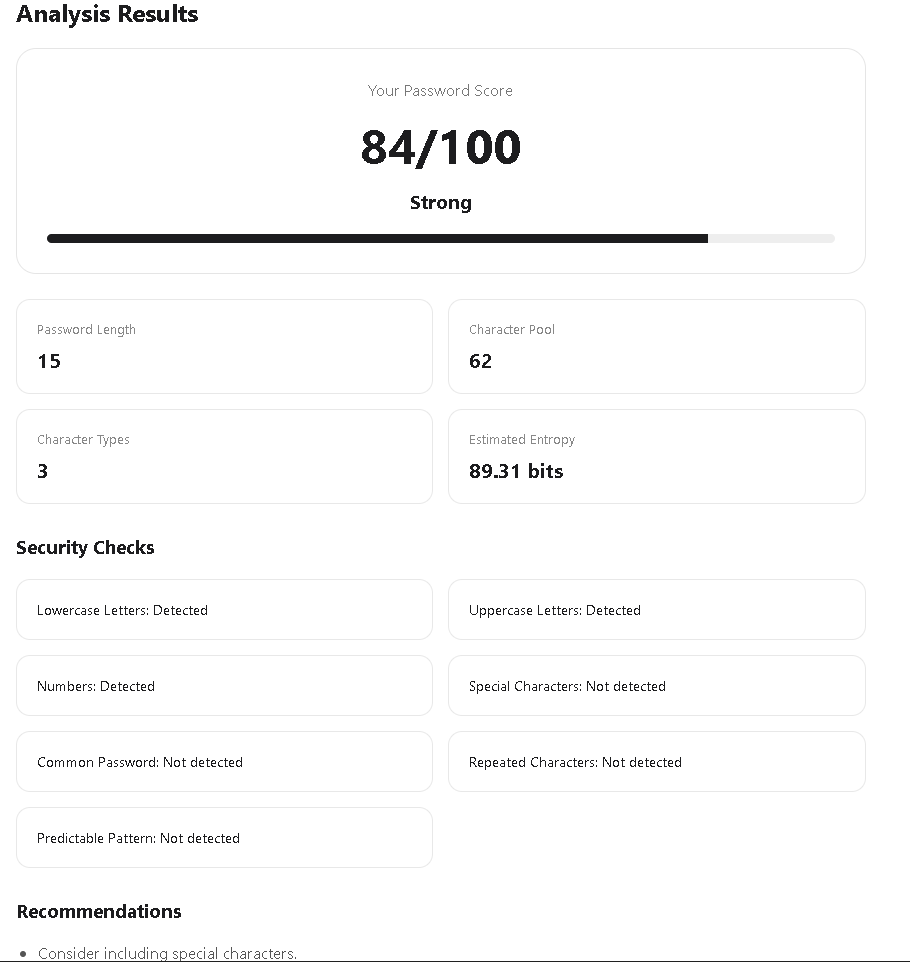 Analysis Results
Your Password Score
84/100
Strong
Password Length
15
Character Pool
62
Character Types
3
Estimated Entropy
89.31 bits
Security Checks
Lowercase Letters: Detected
Uppercase Letters: Detected
Numbers: Detected
Special Characters: Not detected
Common Password: Not detected
Repeated Characters: Not detected
Predictable Pattern: Not detected
Recommendations
• Consider including special characters.